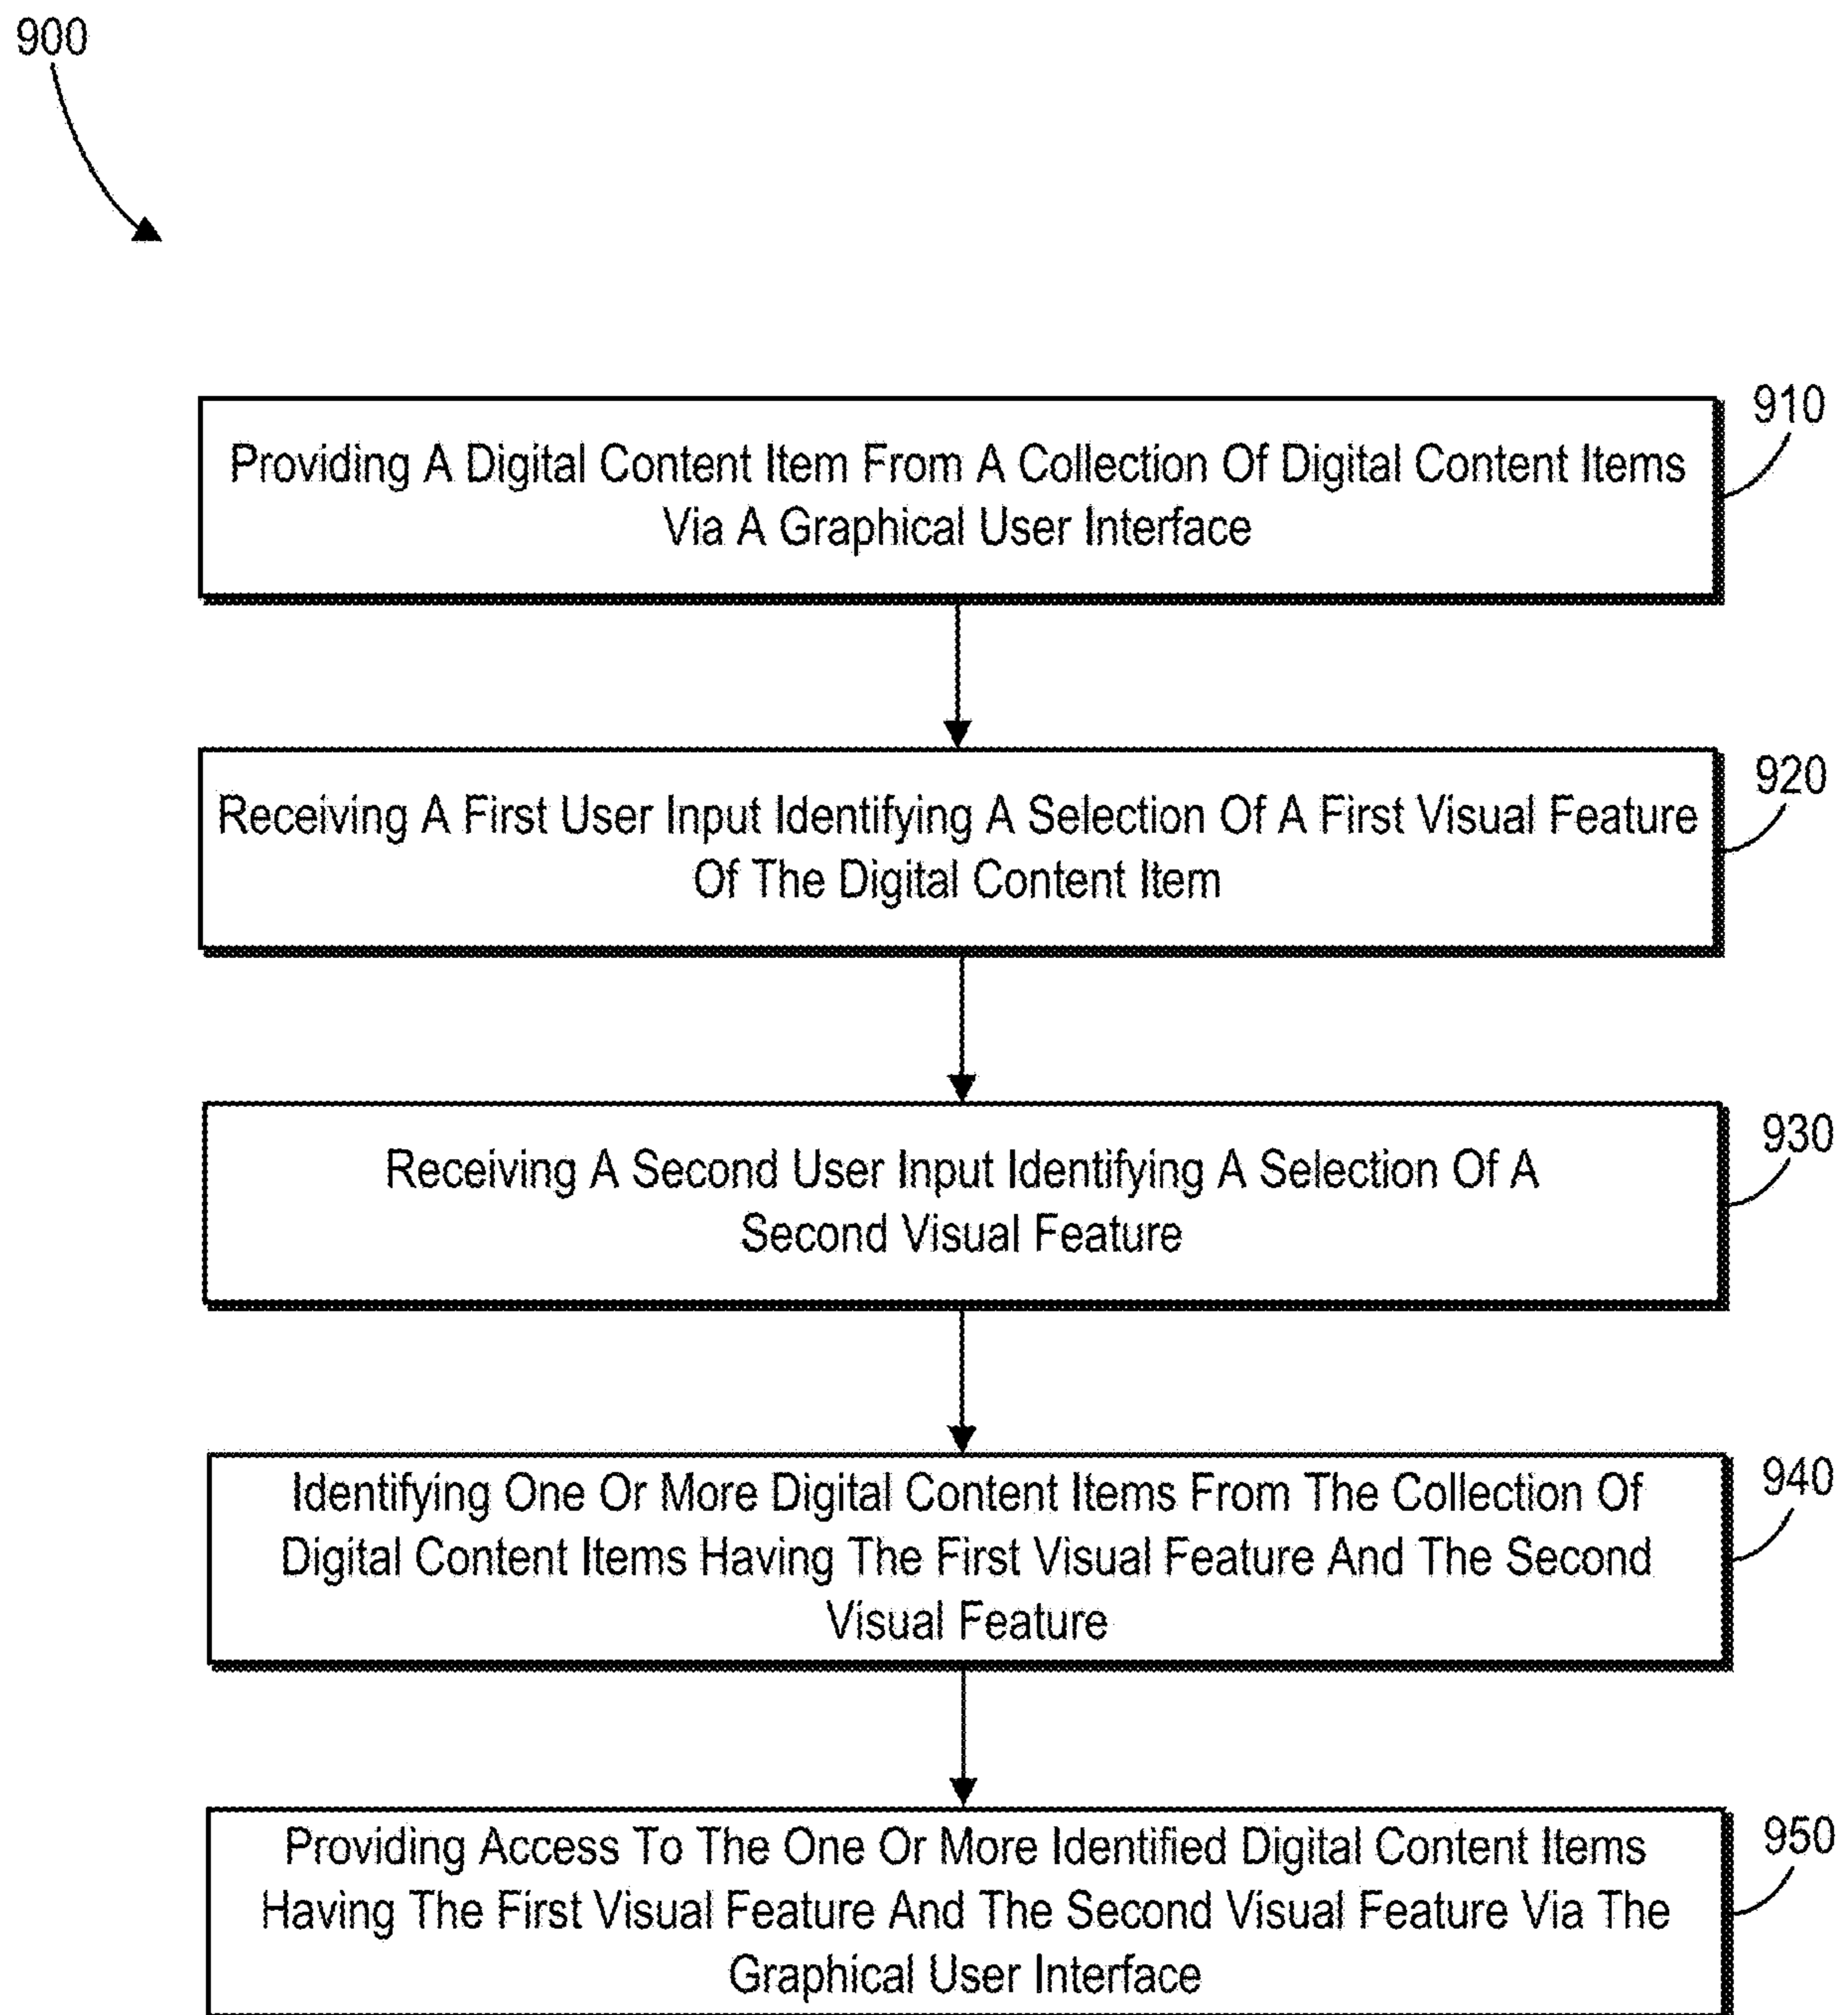 900
910
Providing A Digital Content Item From A Collection Of Digital Content Items
Via A Graphical User Interface
920
Receiving A First User Input Identifying A Selection Of A First Visual Feature
Of The Digital Content Item
930
Receiving A Second User Input Identifying A Selection Of A
Second Visual Feature
940
Identifying One Or More Digital Content Items From The Collection Of
Digital Content Items Having The First Visual Feature And The Second
Visual Feature
950
Providing Access To The One Or More Identified Digital Content Items
Having The First Visual Feature And The Second Visual Feature Via The
Graphical User Interface